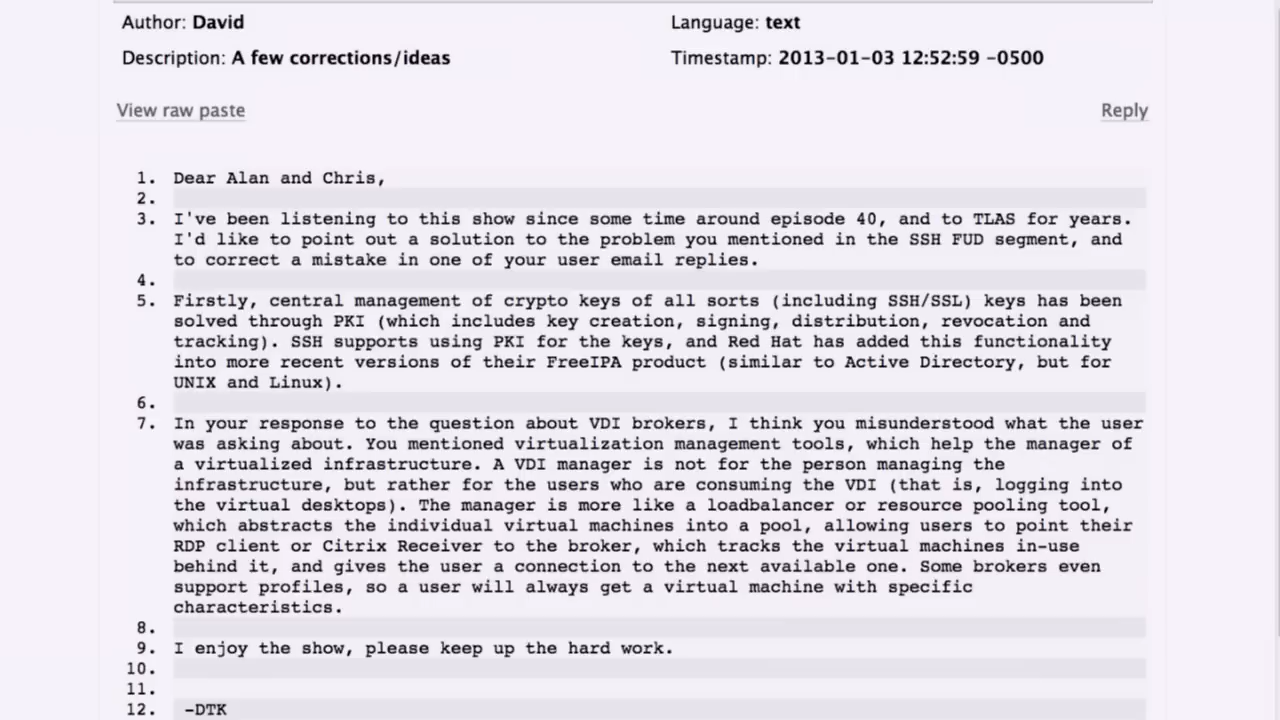 Author: David
Language: text
Description: A few corrections/ideas
Timestamp: 2013-01-03 12:52:59 -0500
View raw paste
Reply
1. Dear Alan and Chris,
2.
3. I've been listening to this show since some time around episode 40, and to TLAS for years.
I'd like to point out a solution to the problem you mentioned in the SSH FUD segment, and
to correct a mistake in one of your user email replies.
4.
5. Firstly, central management of crypto keys of all sorts (including SSH/SSL) keys has been
solved through PKI (which includes key creation, signing, distribution, revocation and
tracking). SSH supports using PKI for the keys, and Red Hat has added this functionality
into more recent versions of their FreeIPA product (similar to Active Directory, but for
UNIX and Linux).
6.
7. In your response to the question about VDI brokers, I think you misunderstood what the user
was asking about. You mentioned virtualization management tools, which help the manager of
a virtualized infrastructure. A VDI manager is not for the person managing the
infrastructure, but rather for the users who are consuming the VDI (that is, logging into
the virtual desktops). The manager is more like a loadbalancer or resource pooling tool,
which abstracts the individual virtual machines into a pool, allowing users to point their
RDP client or Citrix Receiver to the broker, which tracks the virtual machines in-use
behind it, and gives the user a connection to the next available one. Some brokers even
support profiles, so a user will always get a virtual machine with specific
characteristics.
8.
9. I enjoy the show, please keep up the hard work.
10.
11.
12. -DTK